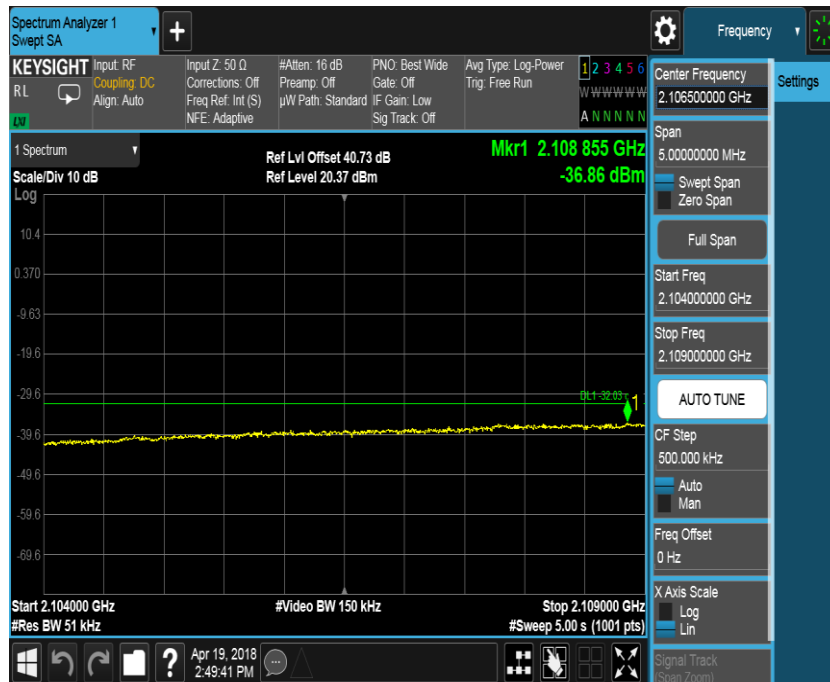 Spectrum Analyzer 1
Swept SA
Frequency
KEYSIGHT
RL
LXI
Input: RF
Coupling: DC
Align: Auto
Input Z: 50 Ω
Corrections: Off
Freq Ref: Int (S)
NFE: Adaptive
#Atten: 16 dB
Preamp: Off
µW Path: Standard
PNO: Best Wide
Gate: Off
IF Gain: Low
Sig Track: Off
Avg Type: Log-Power
Trig: Free Run
1 2 3 4 5 6
W W W W W W
A N N N N N
1 Spectrum
Scale/Div 10 dB
Log
Ref Lvl Offset 40.73 dB
Ref Level 20.37 dBm
Mkr1 2.108 855 GHz
-36.86 dBm
10.4
0.370
-9.63
-19.6
-29.6
-39.6
-49.6
-59.6
-69.6
DL1 -32.03
1
Start 2.104000 GHz
#Res BW 51 kHz
#Video BW 150 kHz
Stop 2.109000 GHz
#Sweep 5.00 s (1001 pts)
?
Apr 19, 2018
2:49:41 PM
Center Frequency
2.106500000 GHz
Span
5.00000000 MHz
Swept Span
Zero Span
Full Span
Start Freq
2.104000000 GHz
Stop Freq
2.109000000 GHz
AUTO TUNE
CF Step
500.000 kHz
Auto
Man
Freq Offset
0 Hz
X Axis Scale
Log
Lin
Signal Track
(Span Zoom)
Settings